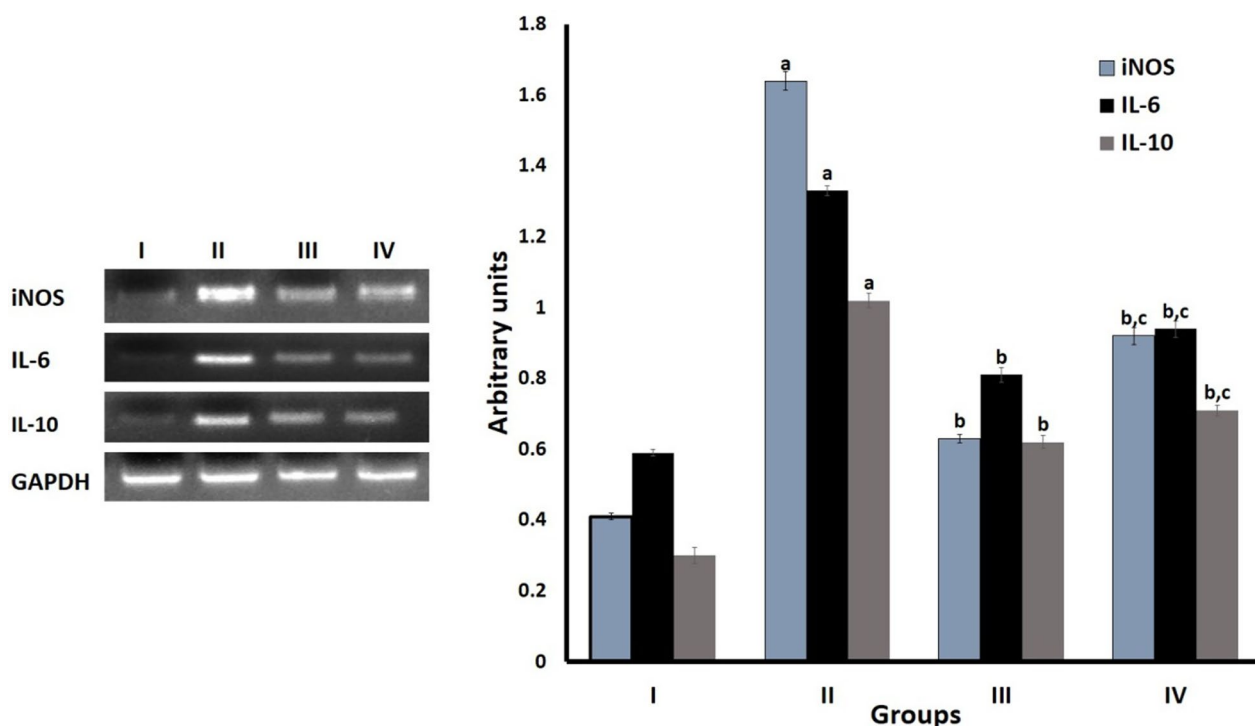 I II III IV
iNOS
IL-6
IL-10
GAPDH
Arbitrary units
1.8
1.6
1.4
1.2
1
0.8
0.6
0.4
0.2
0
a
a
a
b
b
b
b,c b,c
b,c
iNOS
IL-6
IL-10
I II III IV
Groups